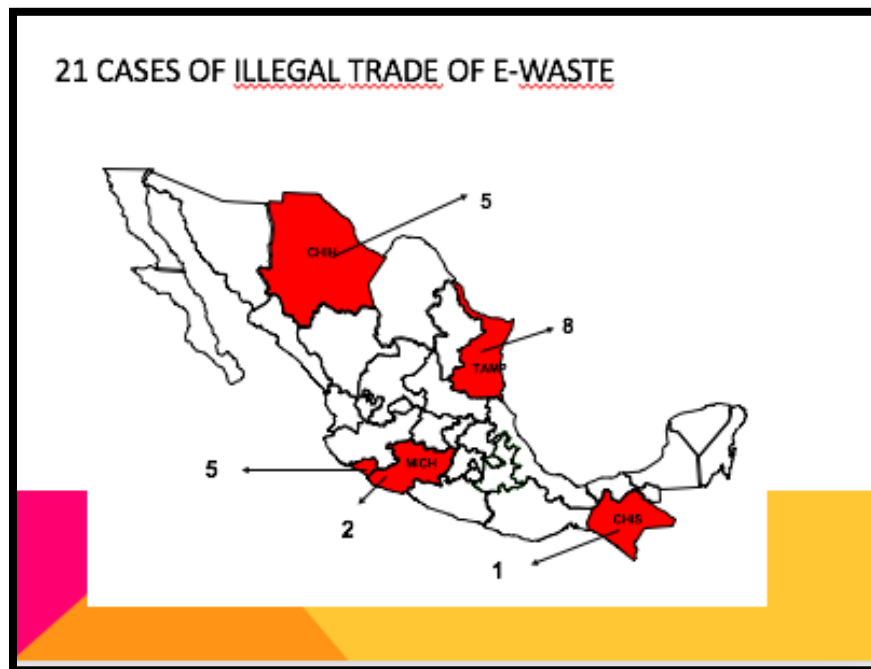 21 CASES OF ILLEGAL TRADE OF E-WASTE
5
CHIH
8
TAMP
5
MICH
2
CHIS
1